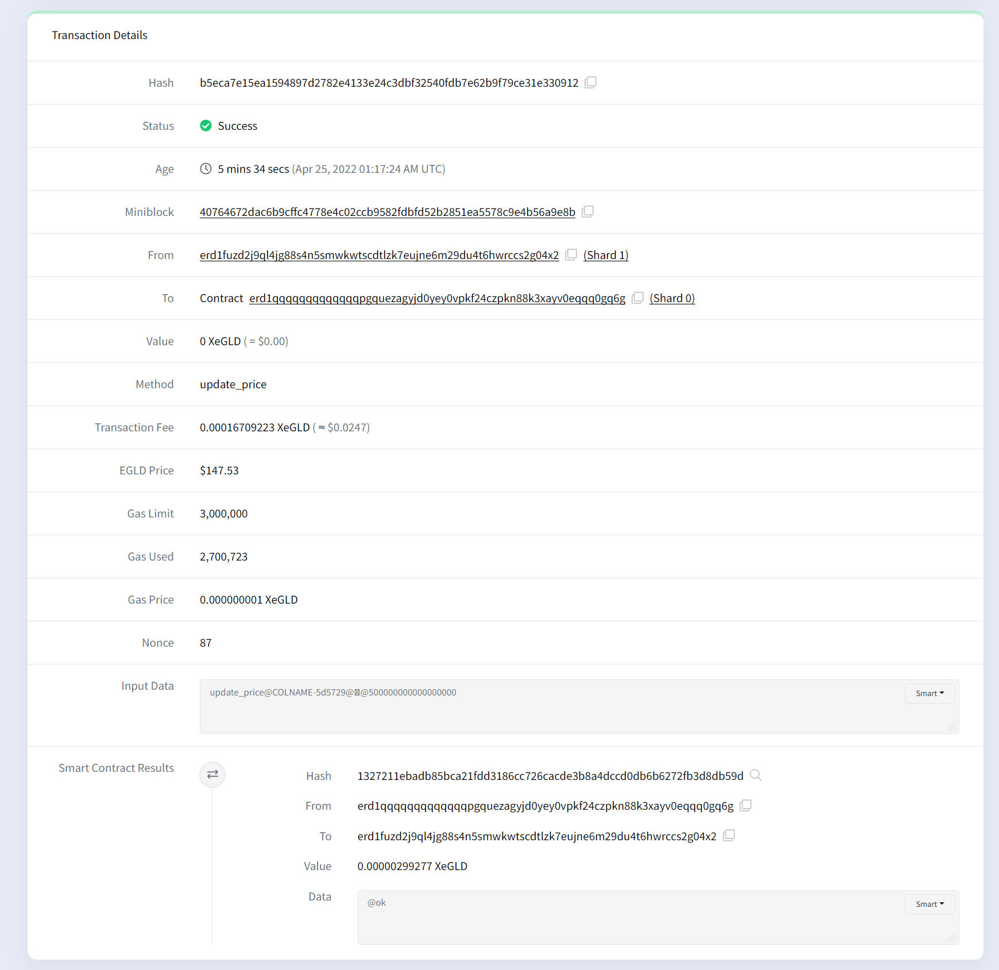 Transaction Details
Hash b5eca7e15ea1594897d2782e4133e24c3dbf32540fdb7e62b9f79ce31e330912
Status Success
Age 5 mins 34 secs (Apr 25, 2022 01:17:24 AM UTC)
Miniblock 40764672dac6b9cffc4778e4c02ccb9582fdbfd52b2851ea5578c9e4b56a9e8b
From erd1fuzd2j9ql4jg88s4n5smwkwtscdtlzk7eujne6m29du4t6hwrccs2g04x2 (Shard 1)
To Contract erd1qqqqqqqqqqqqqpgquezagyjd0yey0vpkf24czpkn88k3xayv0eqqq0gq6g (Shard 0)
Value 0 XeGLD ( = $0.00)
Method update_price
Transaction Fee 0.00016709223 XeGLD ( ≈ $0.0247)
EGLD Price $147.53
Gas Limit 3,000,000
Gas Used 2,700,723
Gas Price 0.000000001 XeGLD
Nonce 87
Input Data update_price@COLNAME-5d5729@@500000000000000000 Smart
Smart Contract Results
Hash 1327211ebadb85bca21fdd3186cc726cacde3b8a4dccd0db6b6272fb3d8db59d
From erd1qqqqqqqqqqqqqpgquezagyjd0yey0vpkf24czpkn88k3xayv0eqqq0gq6g
To erd1fuzd2j9ql4jg88s4n5smwkwtscdtlzk7eujne6m29du4t6hwrccs2g04x2
Value 0.00000299277 XeGLD
Data @ok Smart